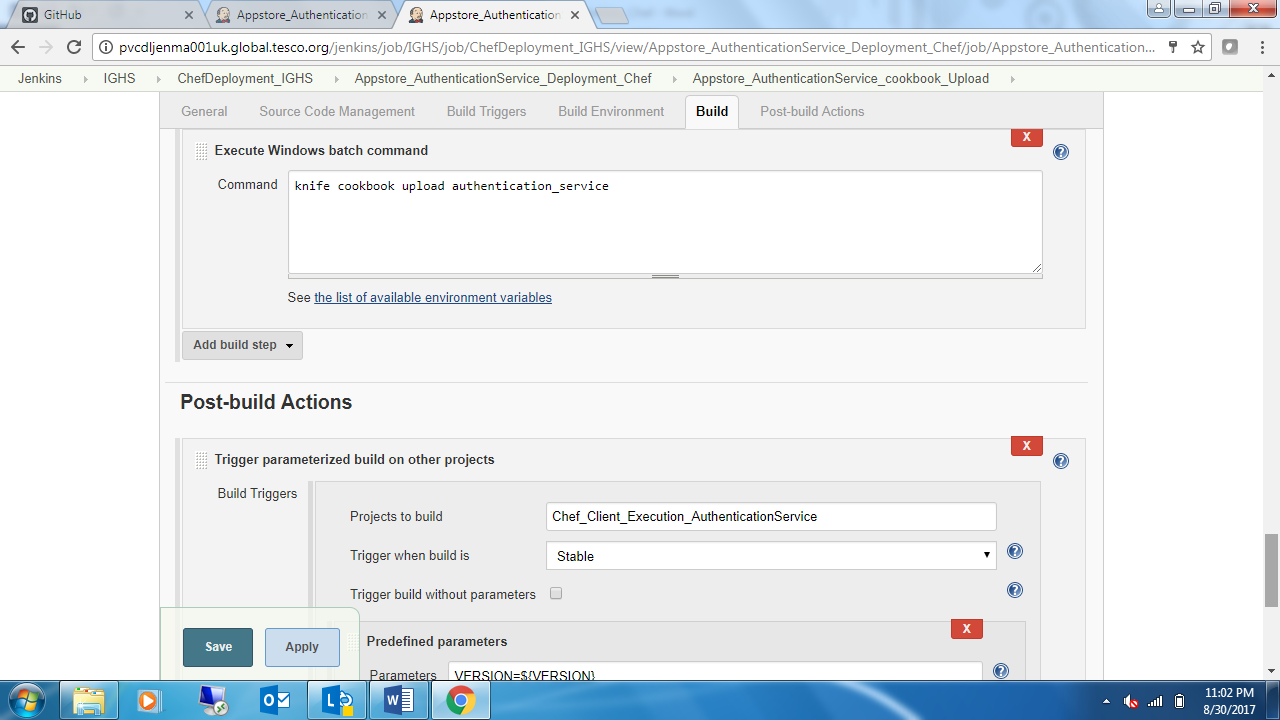 GitHub
Appstore_Authentication
Appstore_Authentication
pvcdljenma001uk.global.tesco.org/jenkins/job/IGHS/job/ChefDeployment_IGHS/view/Appstore_AuthenticationService_Deployment_Chef/job/Appstore_Authentication...
Jenkins IGHS ChefDeployment_IGHS Appstore_AuthenticationService_Deployment_Chef Appstore_AuthenticationService_cookbook_Upload
General Source Code Management Build Triggers Build Environment Build Post-build Actions
X
Execute Windows batch command
Command knife cookbook upload authentication_service
See the list of available environment variables
Add build step
Post-build Actions
X
Trigger parameterized build on other projects
Build Triggers
Projects to build Chef_Client_Execution_AuthenticationService
Trigger when build is Stable
Trigger build without parameters
X
Predefined parameters
Save Apply
Parameters VERSION=${VERSION}
11:02 PM
8/30/2017